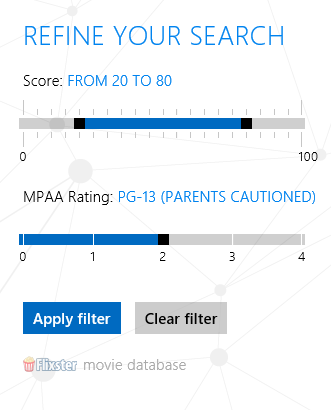 REFINE YOUR SEARCH
Score: FROM 20 TO 80
0 100
MPAA Rating: PG-13 (PARENTS CAUTIONED)
0 1 2 3 4
Apply filter Clear filter
Flixster movie database